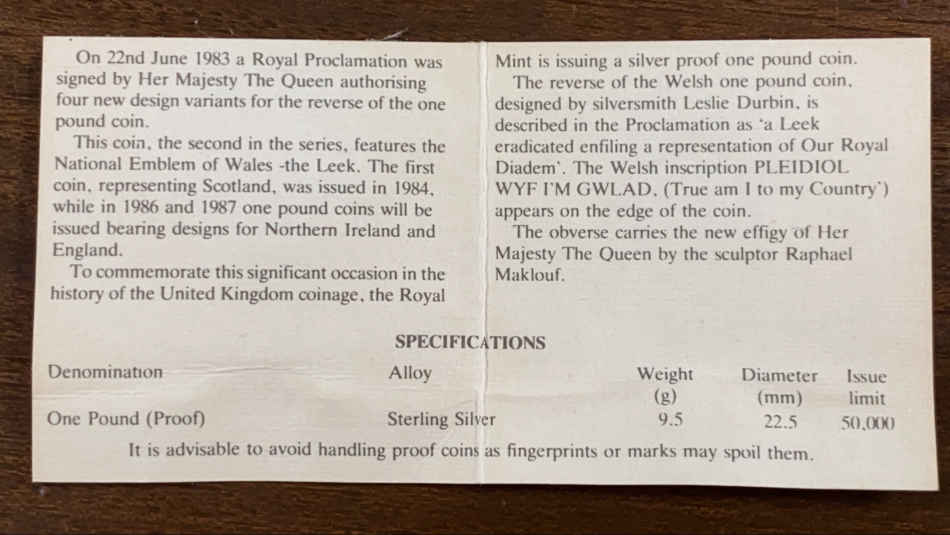 On 22nd June 1983 a Royal Proclamation was
signed by Her Majesty The Queen authorising
four new design variants for the reverse of the one
pound coin.
This coin, the second in the series, features the
National Emblem of Wales -the Leek. The first
coin, representing Scotland, was issued in 1984,
while in 1986 and 1987 one pound coins will be
issued bearing designs for Northern Ireland and
England.
To commemorate this significant occasion in the
history of the United Kingdom coinage, the Royal
Mint is issuing a silver proof one pound coin.
The reverse of the Welsh one pound coin,
designed by silversmith Leslie Durbin, is
described in the Proclamation as 'a Leek
eradicated enfiling a representation of Our Royal
Diadem'. The Welsh inscription PLEIDIOL
WYF I'M GWLAD, (True am I to my Country')
appears on the edge of the coin.
The obverse carries the new effigy of Her
Majesty The Queen by the sculptor Raphael
Maklouf.
SPECIFICATIONS
Denomination Alloy Weight Diameter Issue
(g) (mm) limit
One Pound (Proof) Sterling Silver 9.5 22.5 50,000
It is advisable to avoid handling proof coins as fingerprints or marks may spoil them.